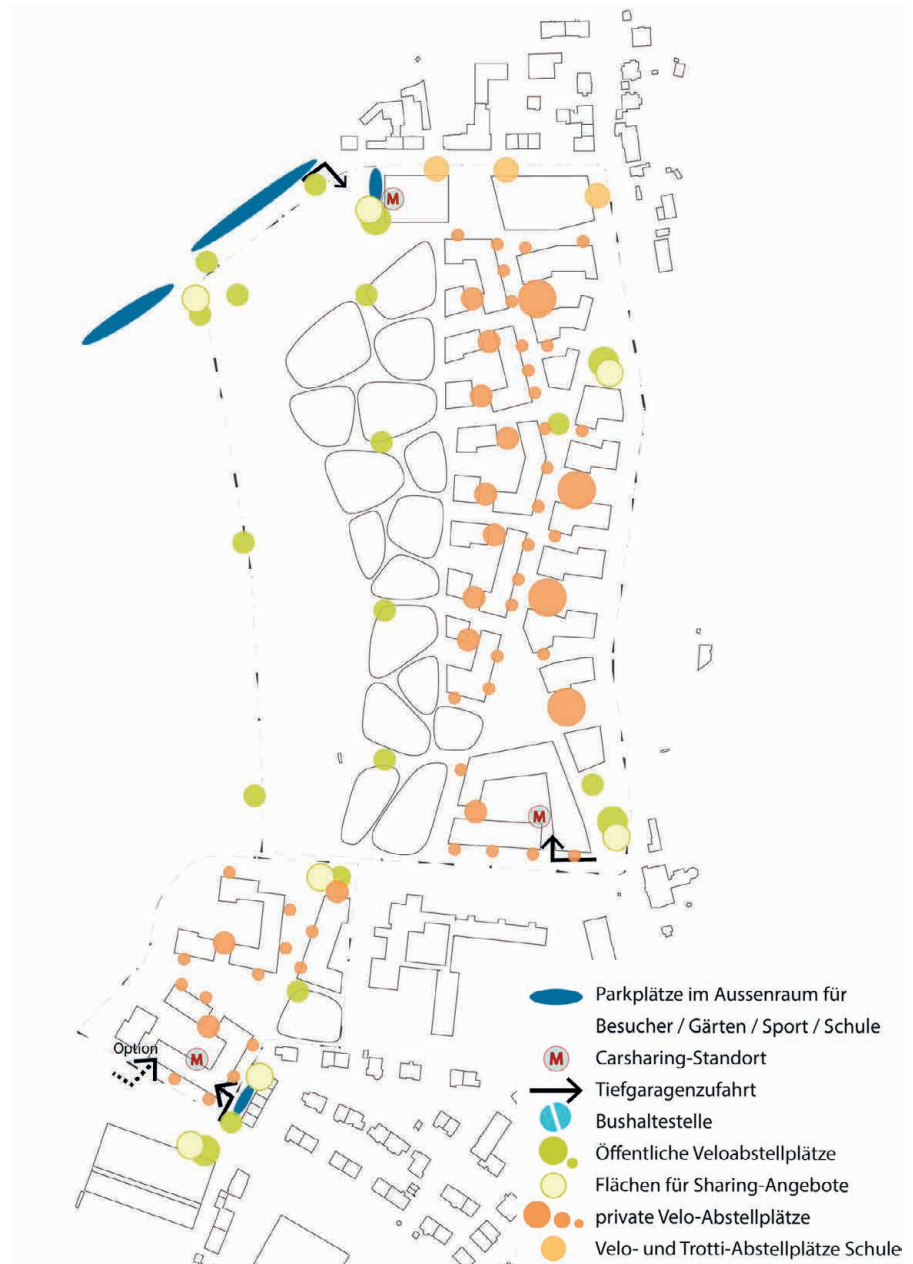 M
M
Option
M
Parkplätze im Aussenraum für
Besucher / Gärten / Sport / Schule
M Carsharing-Standort
Tiefgaragenzufahrt
Bushaltestelle
Öffentliche Veloabstellplätze
Flächen für Sharing-Angebote
private Velo-Abstellplätze
Velo- und Trotti-Abstellplätze Schule